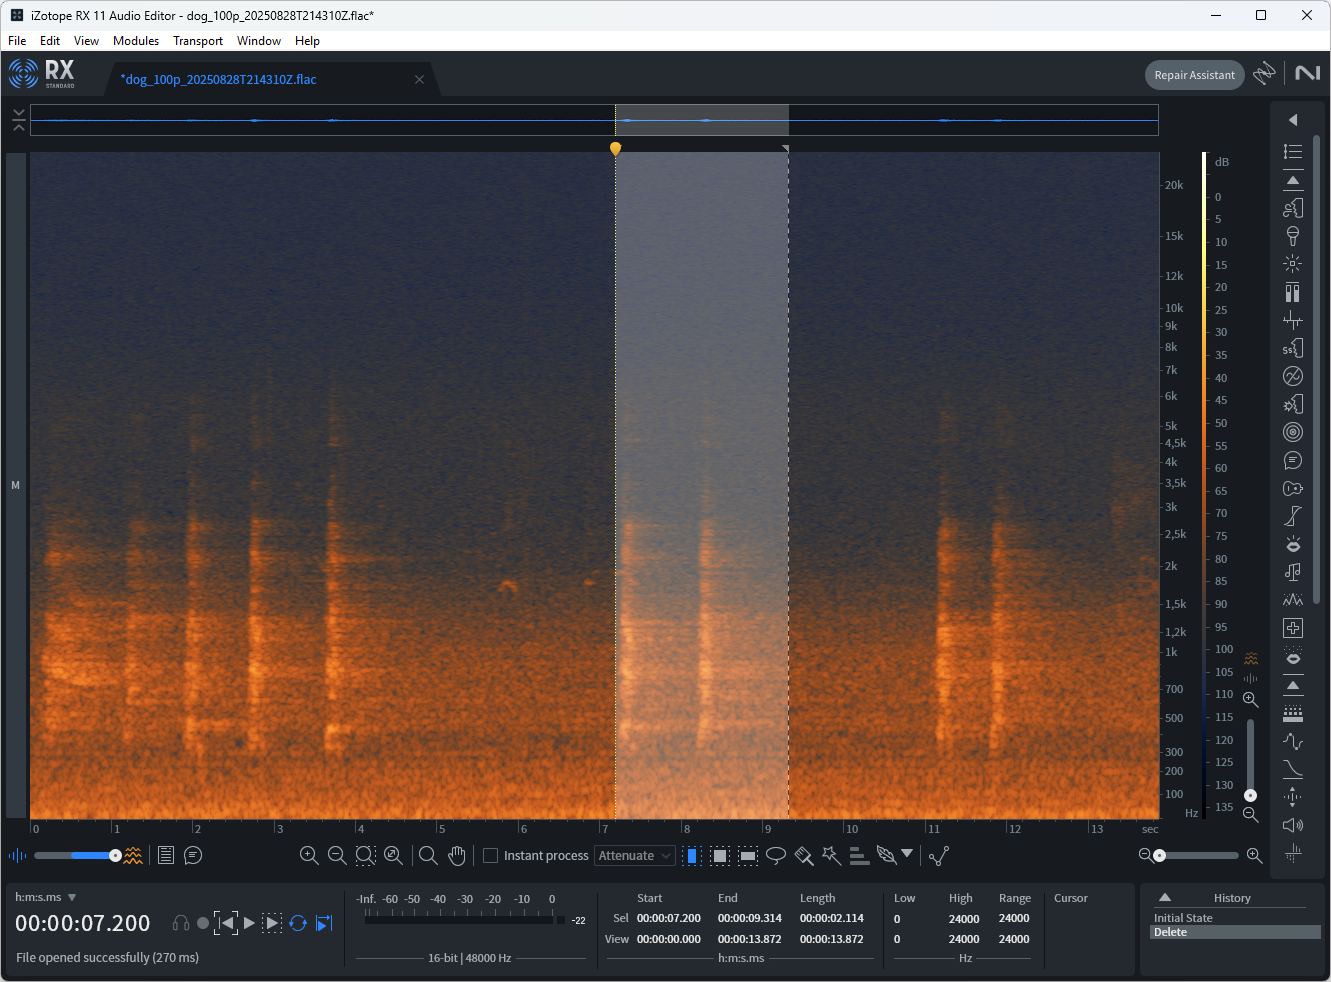 iZotope RX 11 Audio Editor - dog_100p_20250828T214310Z.flac*
File Edit View Modules Transport Window Help
RX
STANDARD
*dog_100p_20250828T214310Z.flac
Repair Assistant
M
20k
15k
12k
10k
9k
8k
7k
6k
5k
4,5k
4k
3,5k
3k
2,5k
2k
1,5k
1,2k
1k
700
500
300
200
100
Hz
dB
0
5
10
15
20
25
30
35
40
45
50
55
60
65
70
75
80
85
90
95
100
105
110
115
120
125
130
135
0 1 2 3 4 5 6 7 8 9 10 11 12 13 sec
Instant process Attenuate
h:m:s.ms
00:00:07.200
File opened successfully (270 ms)
-Inf. -60 -50 -40 -30 -20 -10 0
-22
16-bit | 48000 Hz
Start End Length
Sel 00:00:07.200 00:00:09.314 00:00:02.114
View 00:00:00.000 00:00:13.872 00:00:13.872
h:m:s.ms
Low High Range
0 24000 24000
0 24000 24000
Hz
Cursor
History
Initial State
Delete